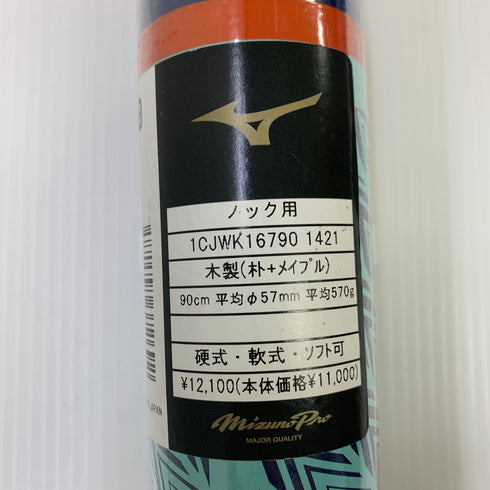 ノック用
1CJWK16790 1421
木製(朴+メイプル)
90cm 平均φ57mm 平均570g
硬式・軟式・ソフト可
¥12,100(本体価格¥11,000)
JAPAN
MizunoPro
MAJOR QUALITY